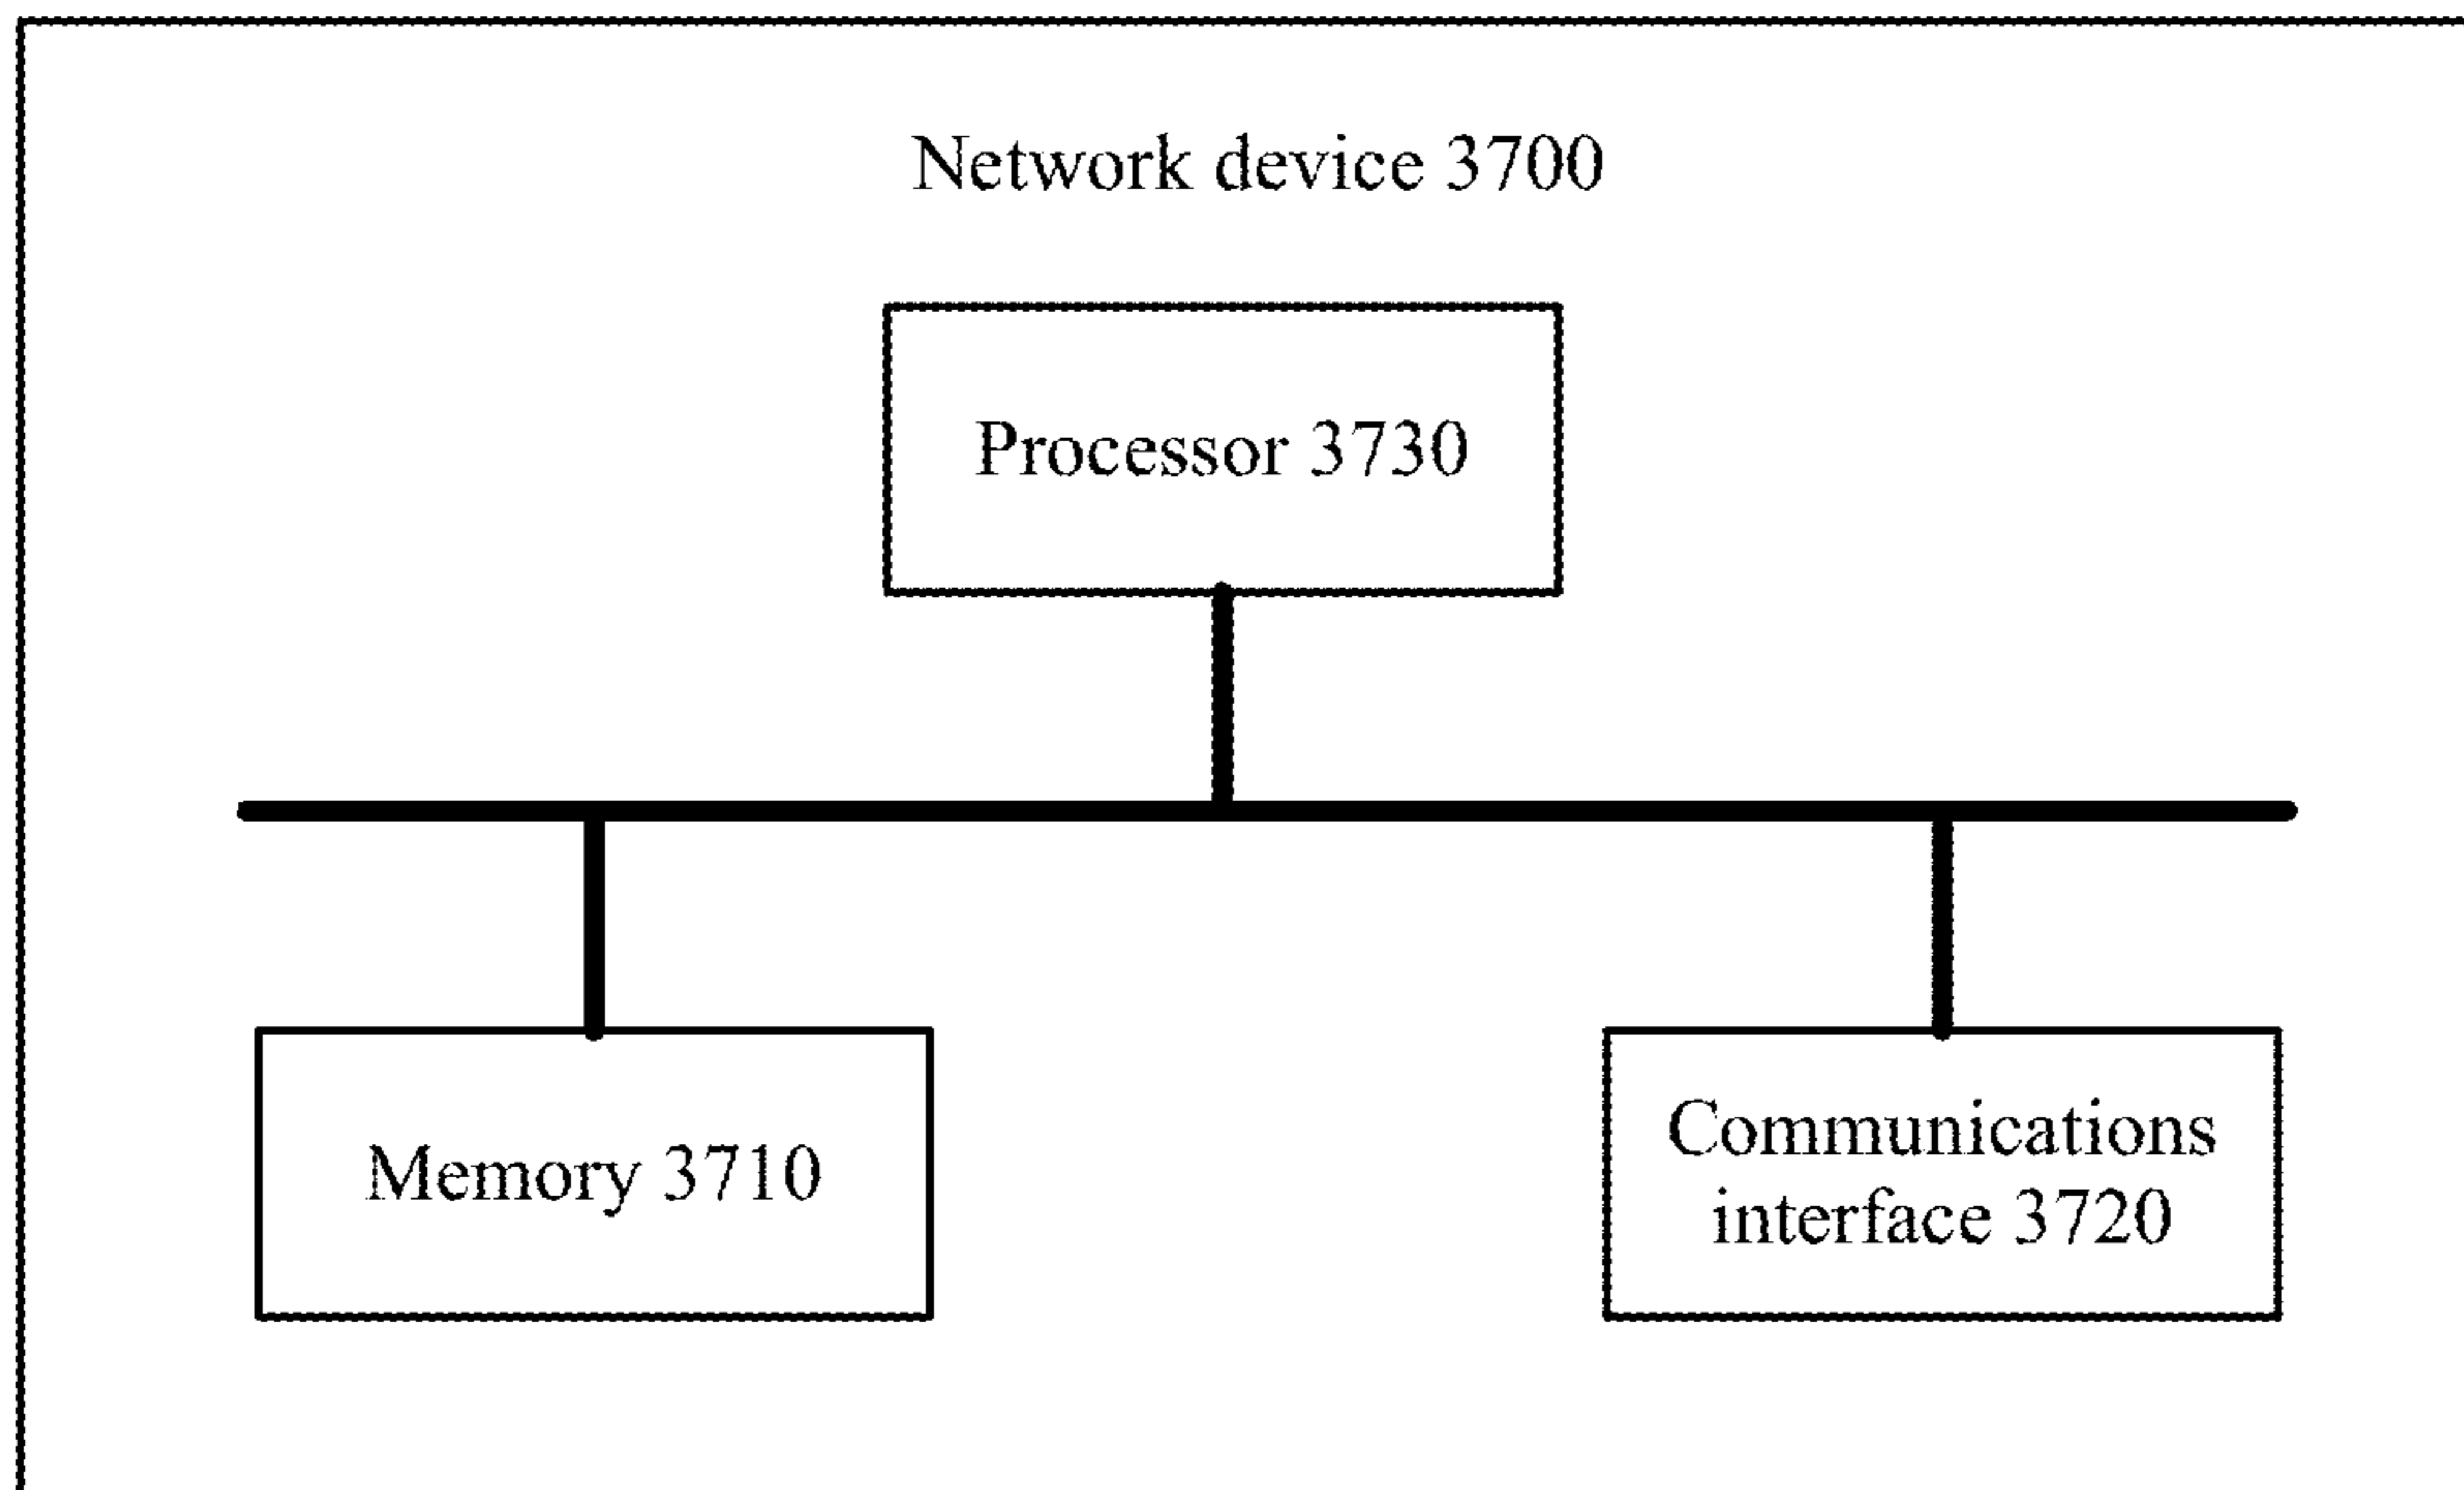 Network device 3700
Processor 3730
Memory 3710
Communications
interface 3720